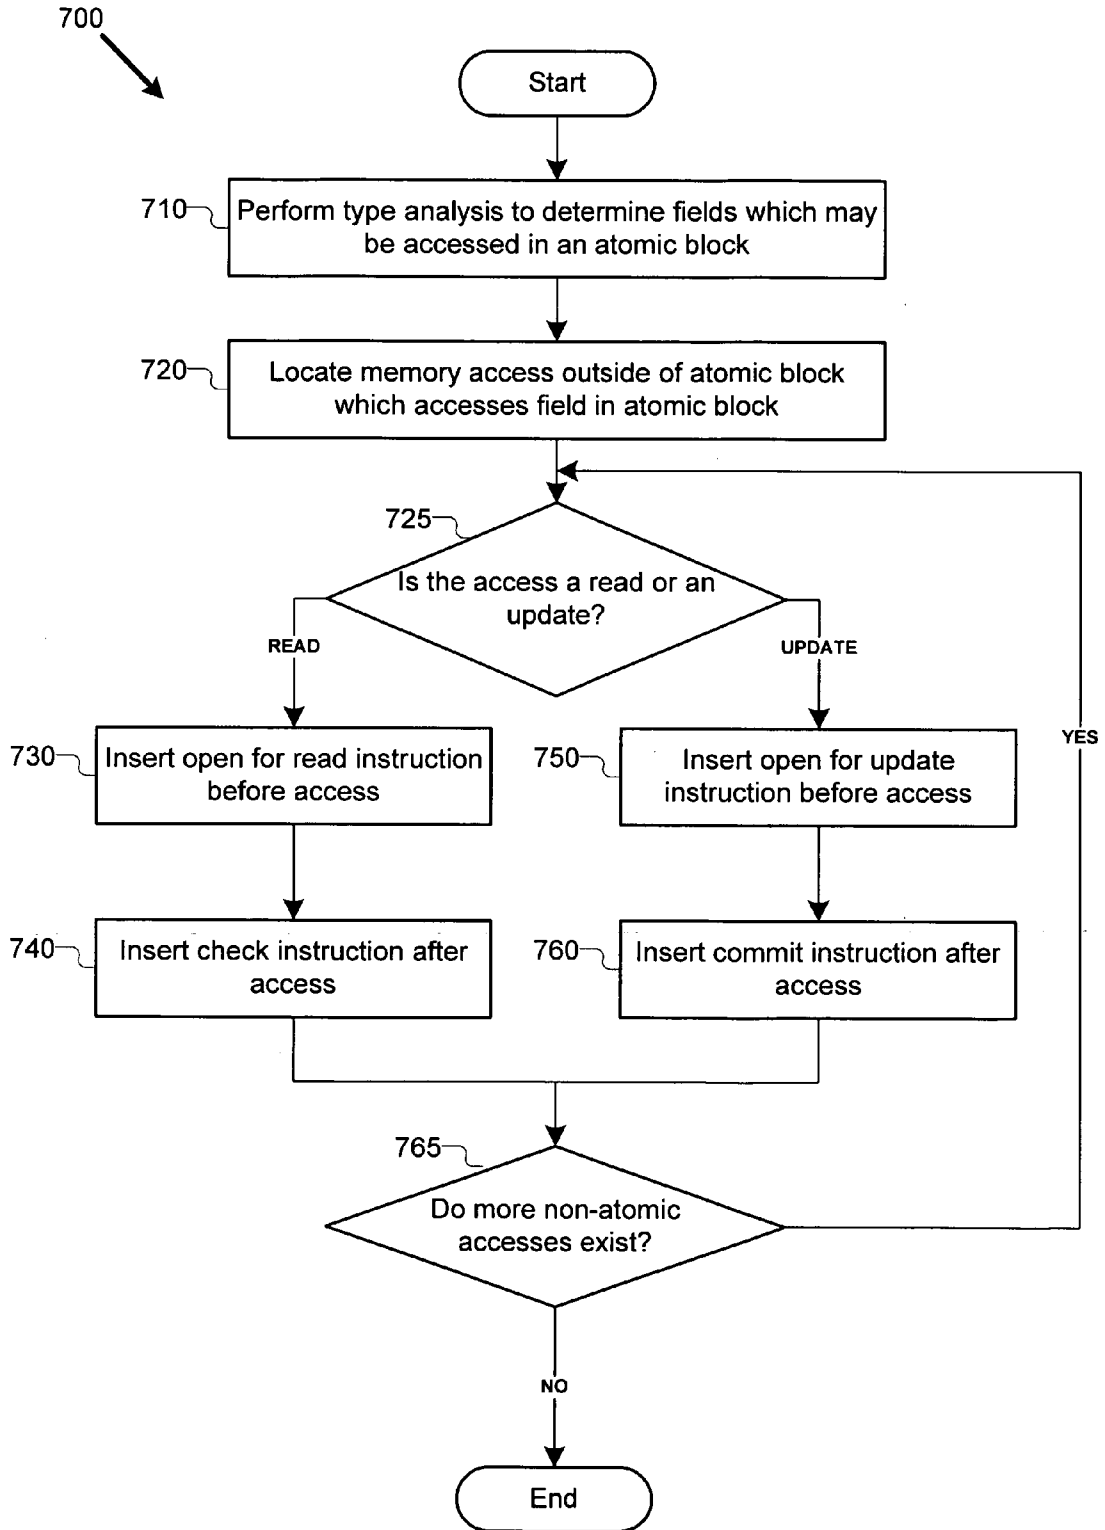 700
Start
710
Perform type analysis to determine fields which may
be accessed in an atomic block
720
Locate memory access outside of atomic block
which accesses field in atomic block
725
Is the access a read or an
update?
READ
UPDATE
YES
730
Insert open for read instruction
before access
750
Insert open for update
instruction before access
740
Insert check instruction after
access
760
Insert commit instruction after
access
765
Do more non-atomic
accesses exist?
NO
End